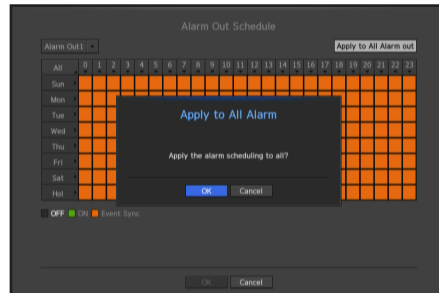 Alarm Out Schedule
Alarm Out1
Apply to All Alarm out
All 0 1 2 3 4 5 6 7 8 9 10 11 12 13 14 15 16 17 18 19 20 21 22 23
Sun
Mon
Tue
Wed
Thu
Fri
Sat
Hol
Apply to All Alarm
Apply the alarm scheduling to all?
OK Cancel
OFF ON Event Sync
OK Cancel